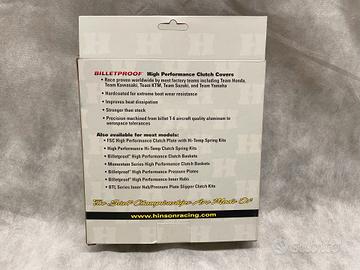 BILLETPROOF High Performance Clutch Covers
• Race proven worldwide by most factory teams including Team Honda,
Team Kawasaki, Team KTM, Team Suzuki, and Team Yamaha
• Hardcoated for extreme heat wear resistance
• Improves heat dissipation
• Stronger than stock
• Precision machined from billet T-6 aircraft quality aluminum to
aerospace tolerances
Also available for most models:
• FSC High Performance Clutch Plate with Hi-Temp Spring Kits
• High Performance Hi-Temp Clutch Spring Kits
• Billetproof® High Performance Clutch Baskets
• Momentum Series High Performance Clutch Baskets
• Billetproof® High Performance Pressure Plates
• Billetproof® High Performance Inner Hubs
• BTL Series Inner Hub/Pressure Plate Slipper Clutch Kits
The Stuff Championships Are Made Of®
www.hinsonracing.com
subito